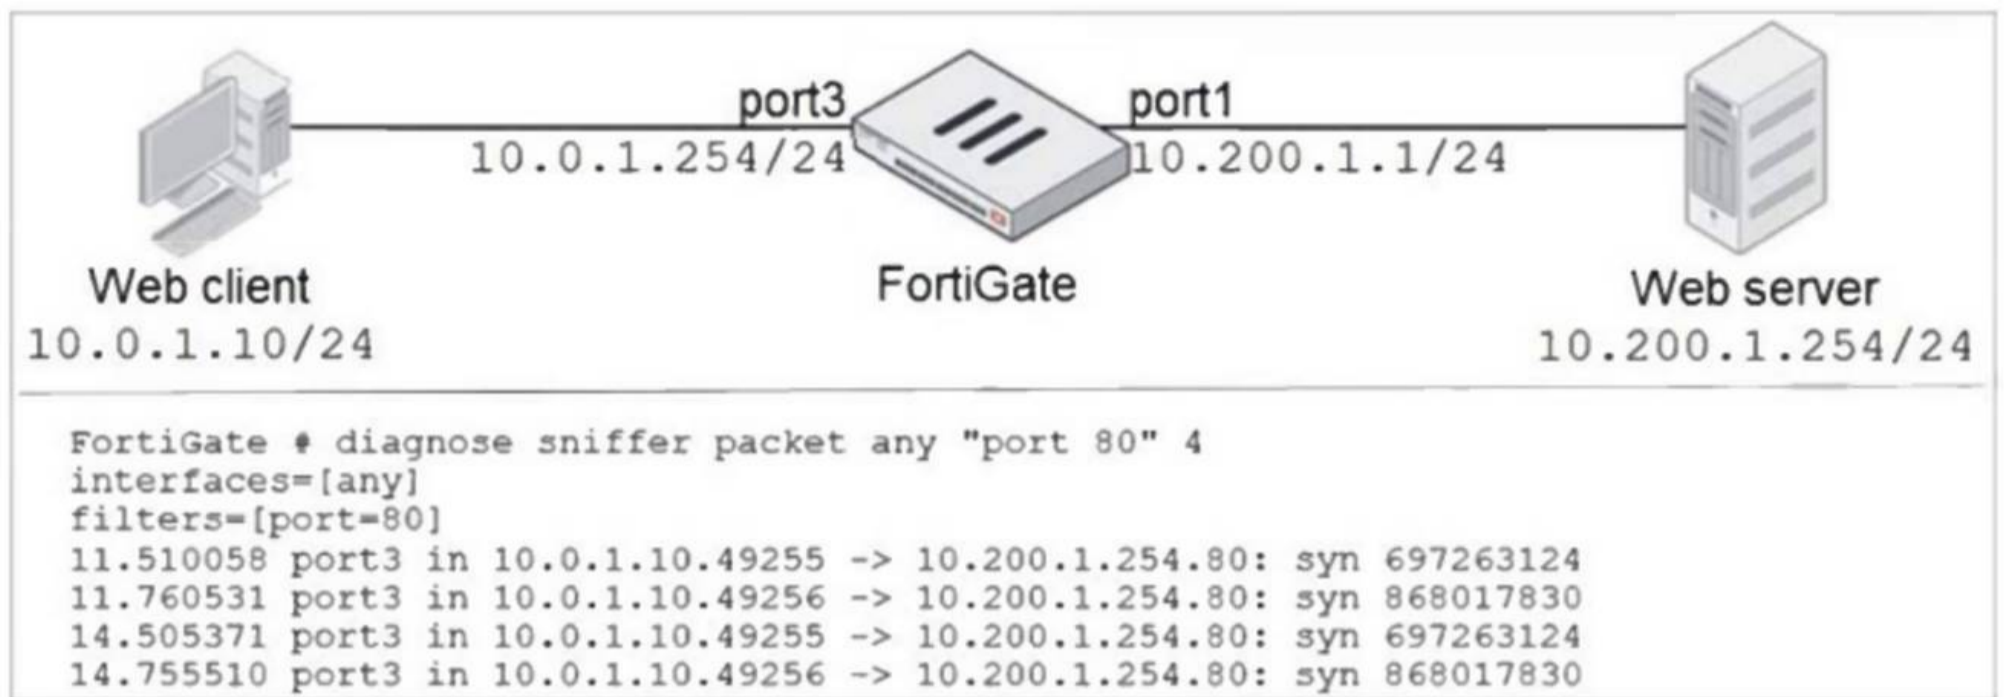 port3
port1
10.0.1.254/24
10.200.1.1/24
Web client
FortiGate
Web server
10.0.1.10/24
10.200.1.254/24
FortiGate # diagnose sniffer packet any "port 80" 4
interfaces=[any]
filters=[port=80]
11.510058 port3 in 10.0.1.10.49255 -> 10.200.1.254.80: syn 697263124
11.760531 port3 in 10.0.1.10.49256 -> 10.200.1.254.80: syn 868017830
14.505371 port3 in 10.0.1.10.49255 -> 10.200.1.254.80: syn 697263124
14.755510 port3 in 10.0.1.10.49256 -> 10.200.1.254.80: syn 868017830